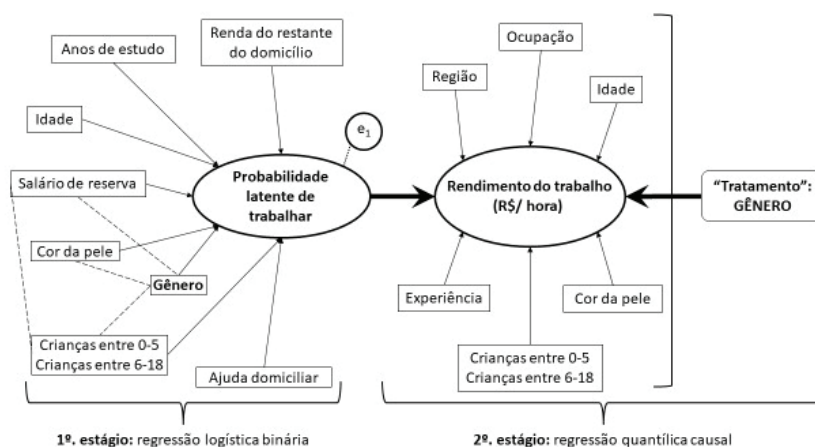 Anos de estudo
Renda do restante
do domicílio
Idade
Salário de reserva
Cor da pele
Gênero
Crianças entre 0-5
Crianças entre 6-18
Ajuda domiciliar
Probabilidade
latente de
trabalhar
e1
1º. estágio: regressão logística binária
Ocupação
Região
Idade
Rendimento do trabalho
(R$/ hora)
Experiência
Cor da pele
Crianças entre 0-5
Crianças entre 6-18
"Tratamento":
GÊNERO
2º. estágio: regressão quantílica causal